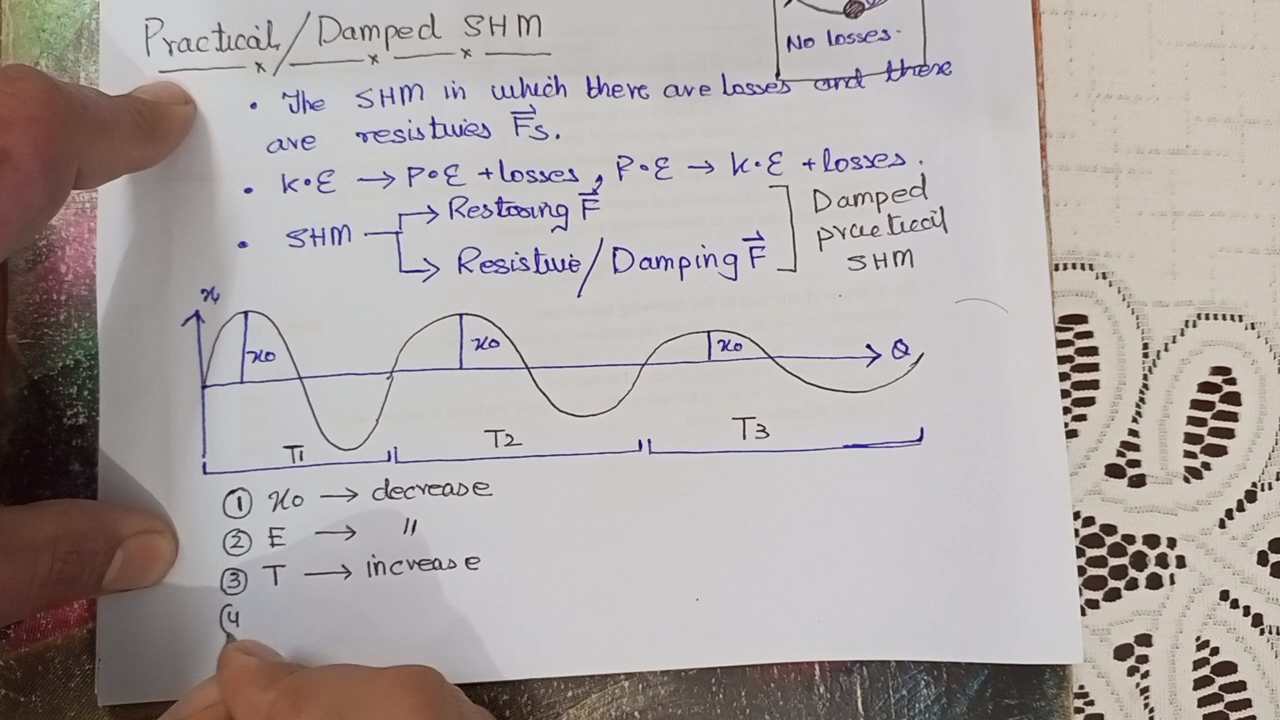 Practical/Damped SHM
No losses.
• The SHM in which there are losses and there
are resistuies F⃗s.
• K.E → P.E + losses, P.E → K.E + losses.
• SHM → Restoring F⃗
→ Resistive/Damping F⃗
Damped
practical
SHM
x
x₀ x₀ x₀ θ
T1 T2 T3
① x₀ → decrease
② E → "
③ T → increase
(4